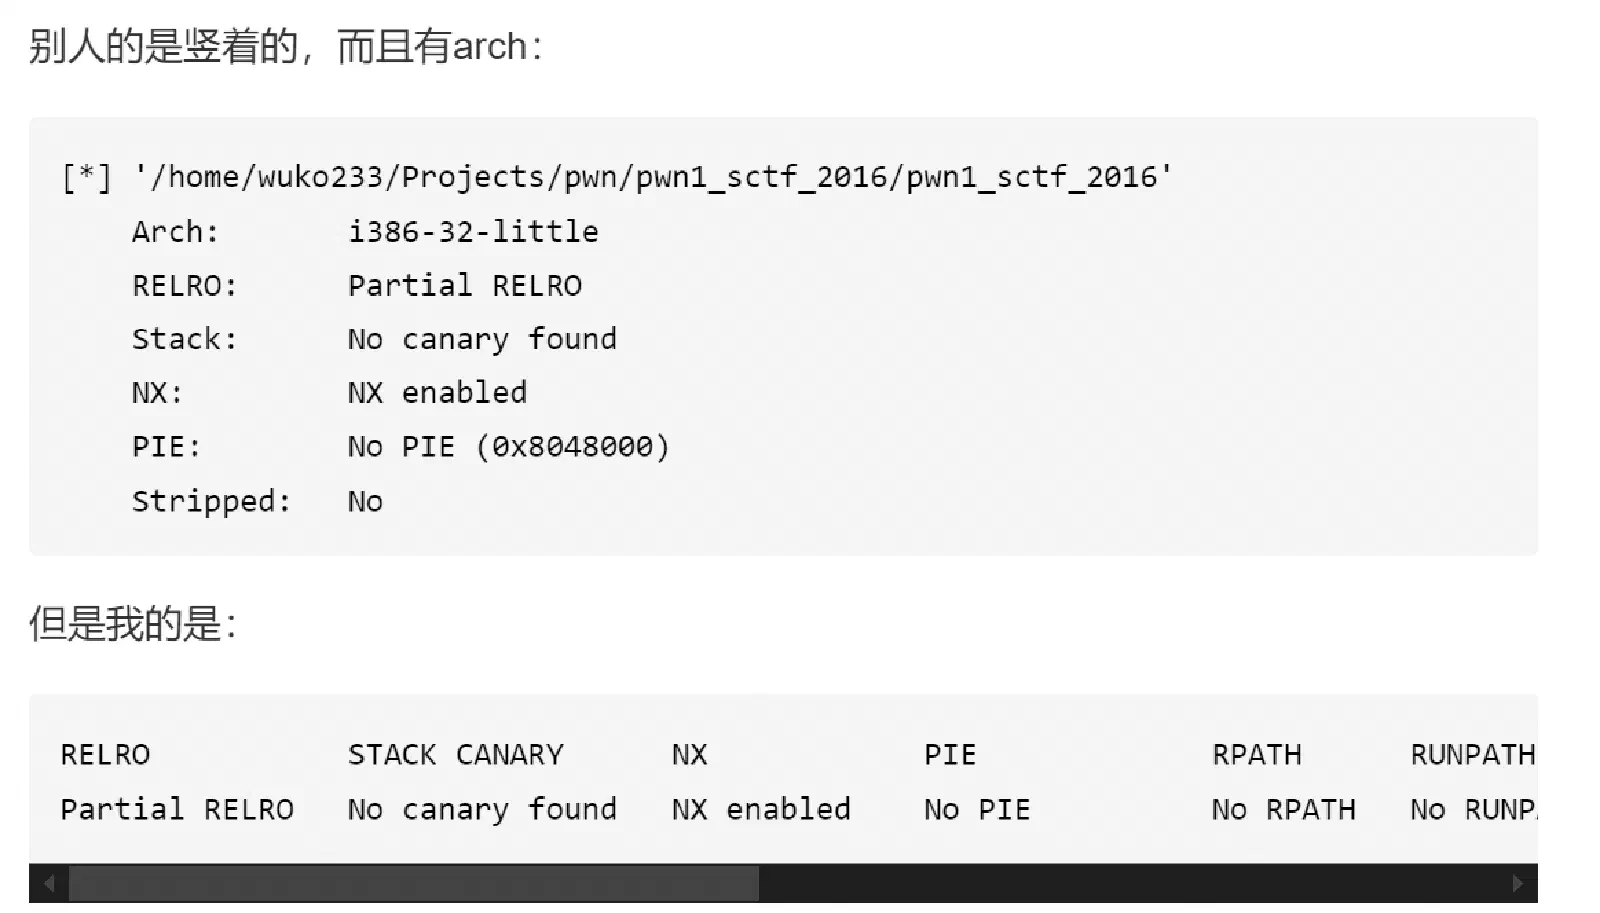 别人的是竖着的，而且有arch：
[*] '/home/wuko233/Projects/pwn/pwn1_sctf_2016/pwn1_sctf_2016'
Arch: i386-32-little
RELRO: Partial RELRO
Stack: No canary found
NX: NX enabled
PIE: No PIE (0x8048000)
Stripped: No
但是我的是：
RELRO STACK CANARY NX PIE RPATH RUNPATH
Partial RELRO No canary found NX enabled No PIE No RPATH No RUNP